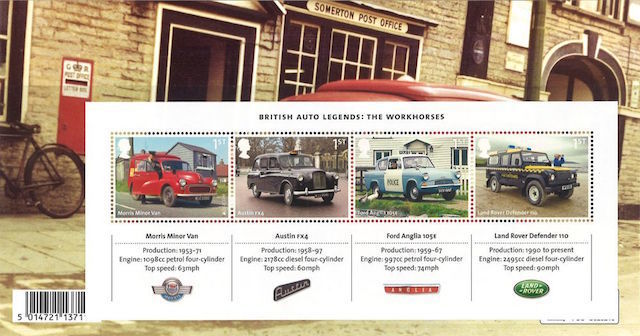 SOMERTON POST OFFICE
G R
POST OFFICE
LETTER BOX
BRITISH AUTO LEGENDS: THE WORKHORSES
1ST
1ST
1ST
1ST
POLICE
Morris Minor Van
Austin FX4
Ford Anglia 105E
Land Rover Defender 110
Morris Minor Van
Production: 1953-71
Engine: 1098cc petrol four-cylinder
Top speed: 63mph
Austin FX4
Production: 1958-97
Engine: 2178cc diesel four-cylinder
Top speed: 60mph
Austin
Ford Anglia 105E
Production: 1959-67
Engine: 997cc petrol four-cylinder
Top speed: 74mph
ANGLIA
Land Rover Defender 110
Production: 1990 to present
Engine: 2495cc diesel four-cylinder
Top speed: 90mph
LAND ROVER
5 014721 1371